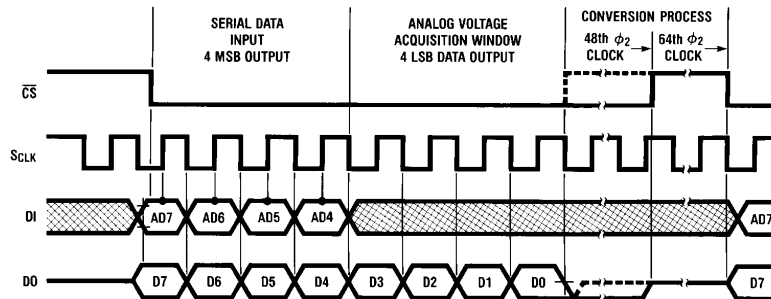 SERIAL DATA
INPUT
4 MSB OUTPUT
ANALOG VOLTAGE
ACQUISITION WINDOW
4 LSB DATA OUTPUT
CONVERSION PROCESS
48th ϕ2
CLOCK
64th ϕ2
CLOCK
CS
SCLK
DI
AD7 AD6 AD5 AD4 AD7
DO
D7 D6 D5 D4 D3 D2 D1 D0 D7